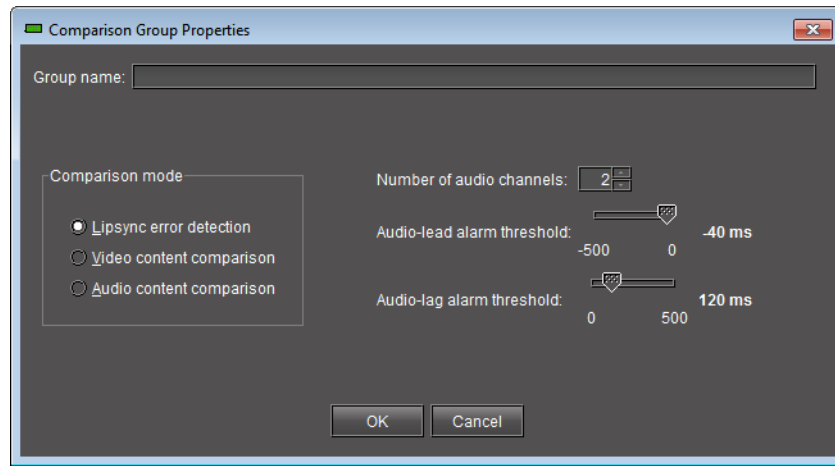 Comparison Group Properties
Group name:
Comparison mode
Lipsync error detection
Video content comparison
Audio content comparison
Number of audio channels: 2
Audio-lead alarm threshold: -40 ms
-500 0
Audio-lag alarm threshold: 120 ms
0 500
OK Cancel